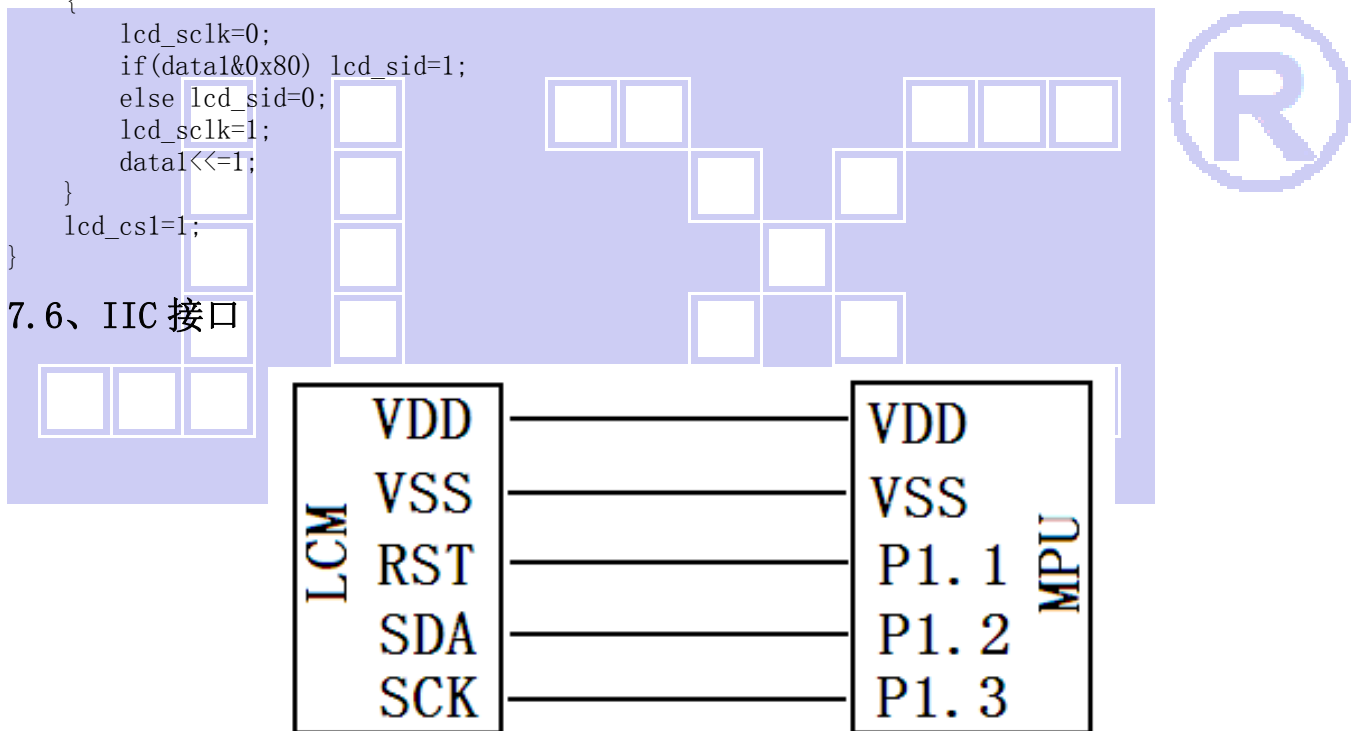 {
lcd_sclk=0;
if(data1&0x80) lcd_sid=1;
else lcd_sid=0;
lcd_sclk=1;
data1<<=1;
}
lcd_cs1=1;
}
7.6、IIC 接口
R
LCM
VDD
VSS
RST
SDA
SCK
VDD
VSS
P1.1
P1.2
P1.3
MPU